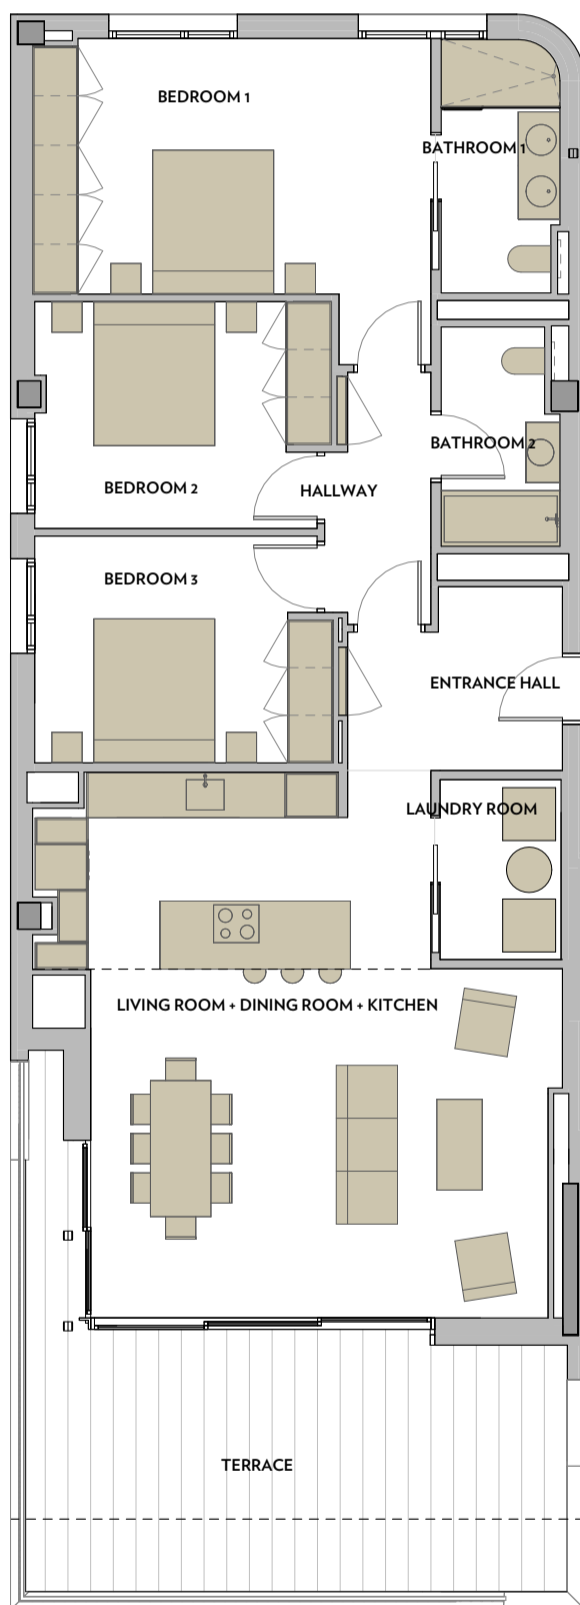 BEDROOM 1
BATHROOM 1
BATHROOM 2
BEDROOM 2
HALLWAY
BEDROOM 3
ENTRANCE HALL
LAUNDRY ROOM
LIVING ROOM + DINING ROOM + KITCHEN
TERRACE